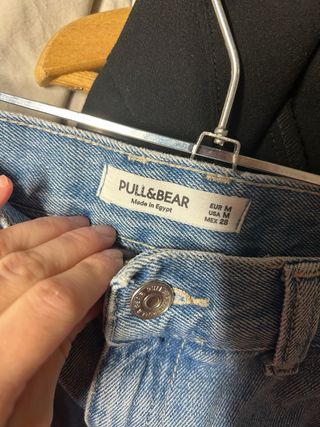 PULL&BEAR
Made in Egypt
EUR M
USA M
MEX 28